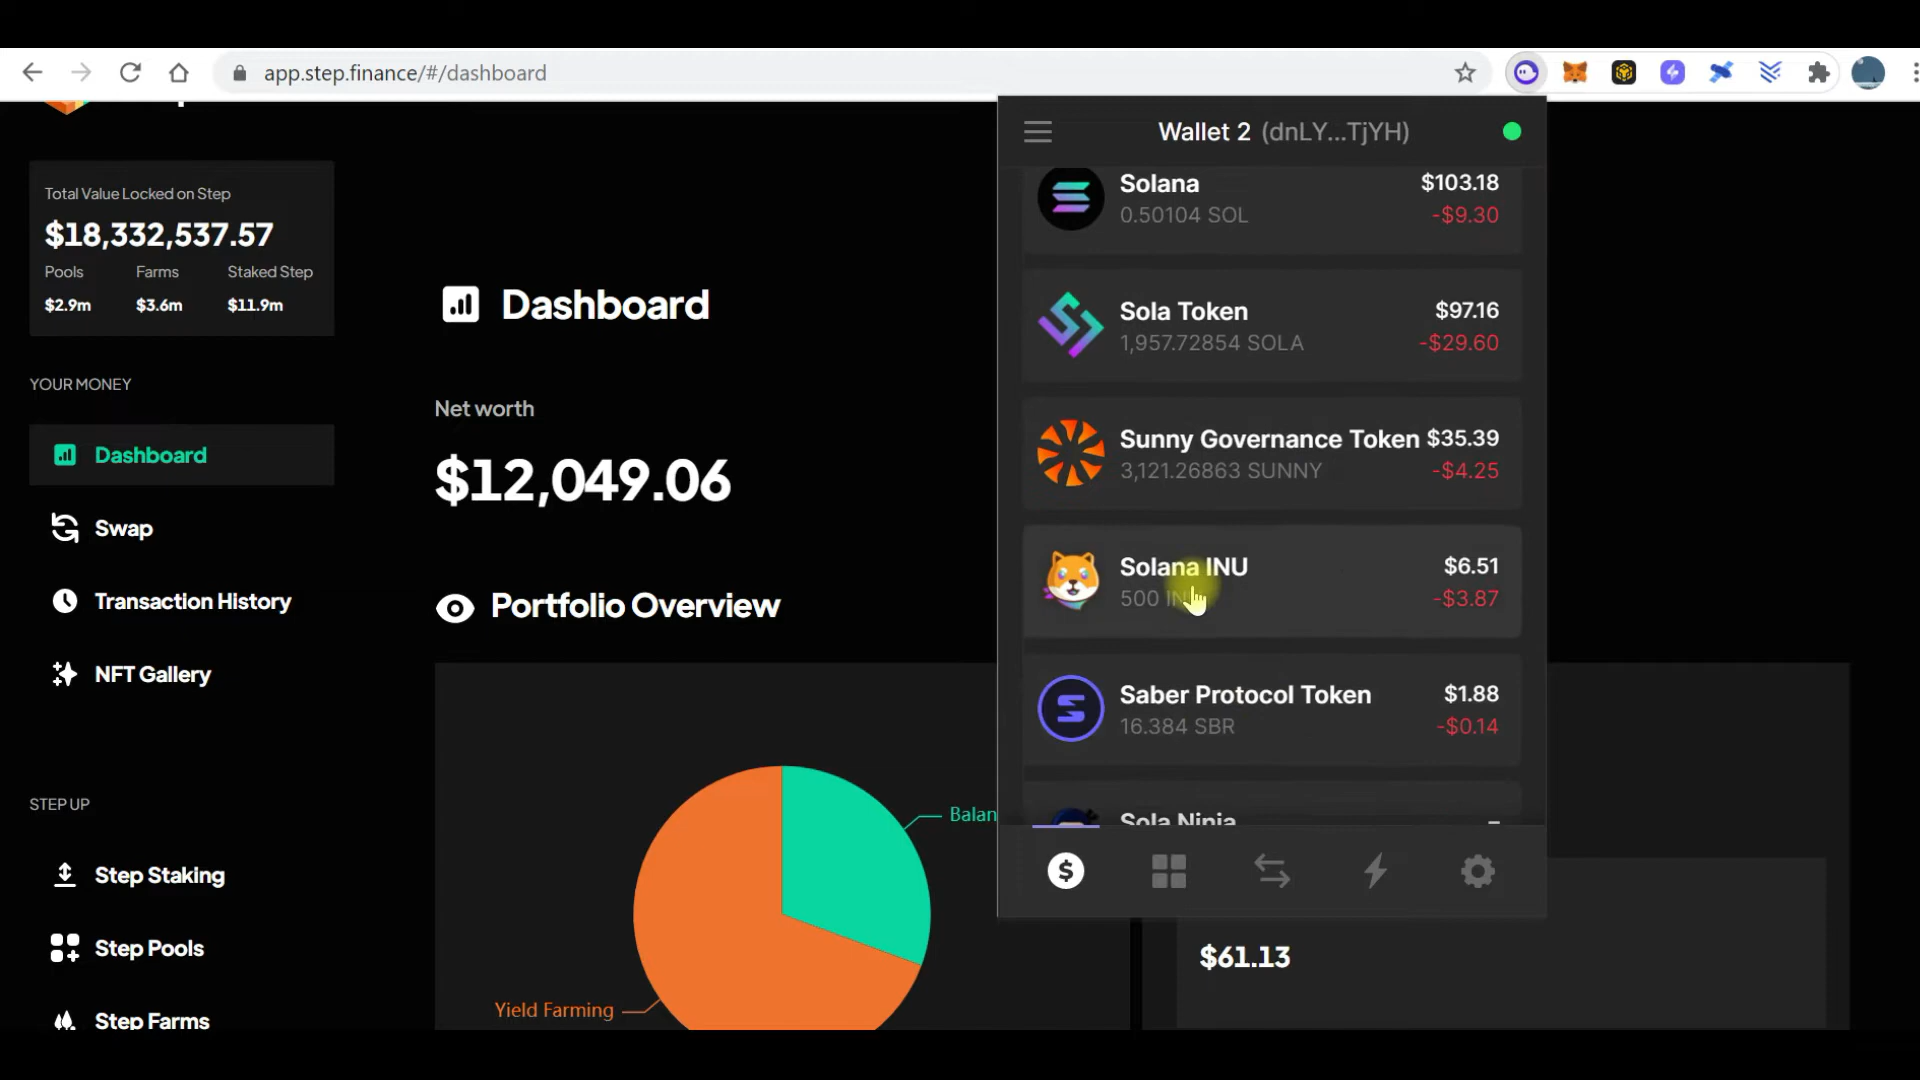 app.step.finance/#/dashboard
Total Value Locked on Step
$18,332,537.57
Pools Farms Staked Step
$2.9m $3.6m $11.9m
YOUR MONEY
Dashboard
Swap
Transaction History
NFT Gallery
STEP UP
Step Staking
Step Pools
Step Farms
Dashboard
Net worth
$12,049.06
Portfolio Overview
Balan
Yield Farming
$61.13
Wallet 2 (dnLY...TjYH)
Solana $103.18
0.50104 SOL -$9.30
Sola Token $97.16
1,957.72854 SOLA -$29.60
Sunny Governance Token $35.39
3,121.26863 SUNNY -$4.25
Solana INU $6.51
500 -$3.87
Saber Protocol Token $1.88
16.384 SBR -$0.14
Sola Ninja –